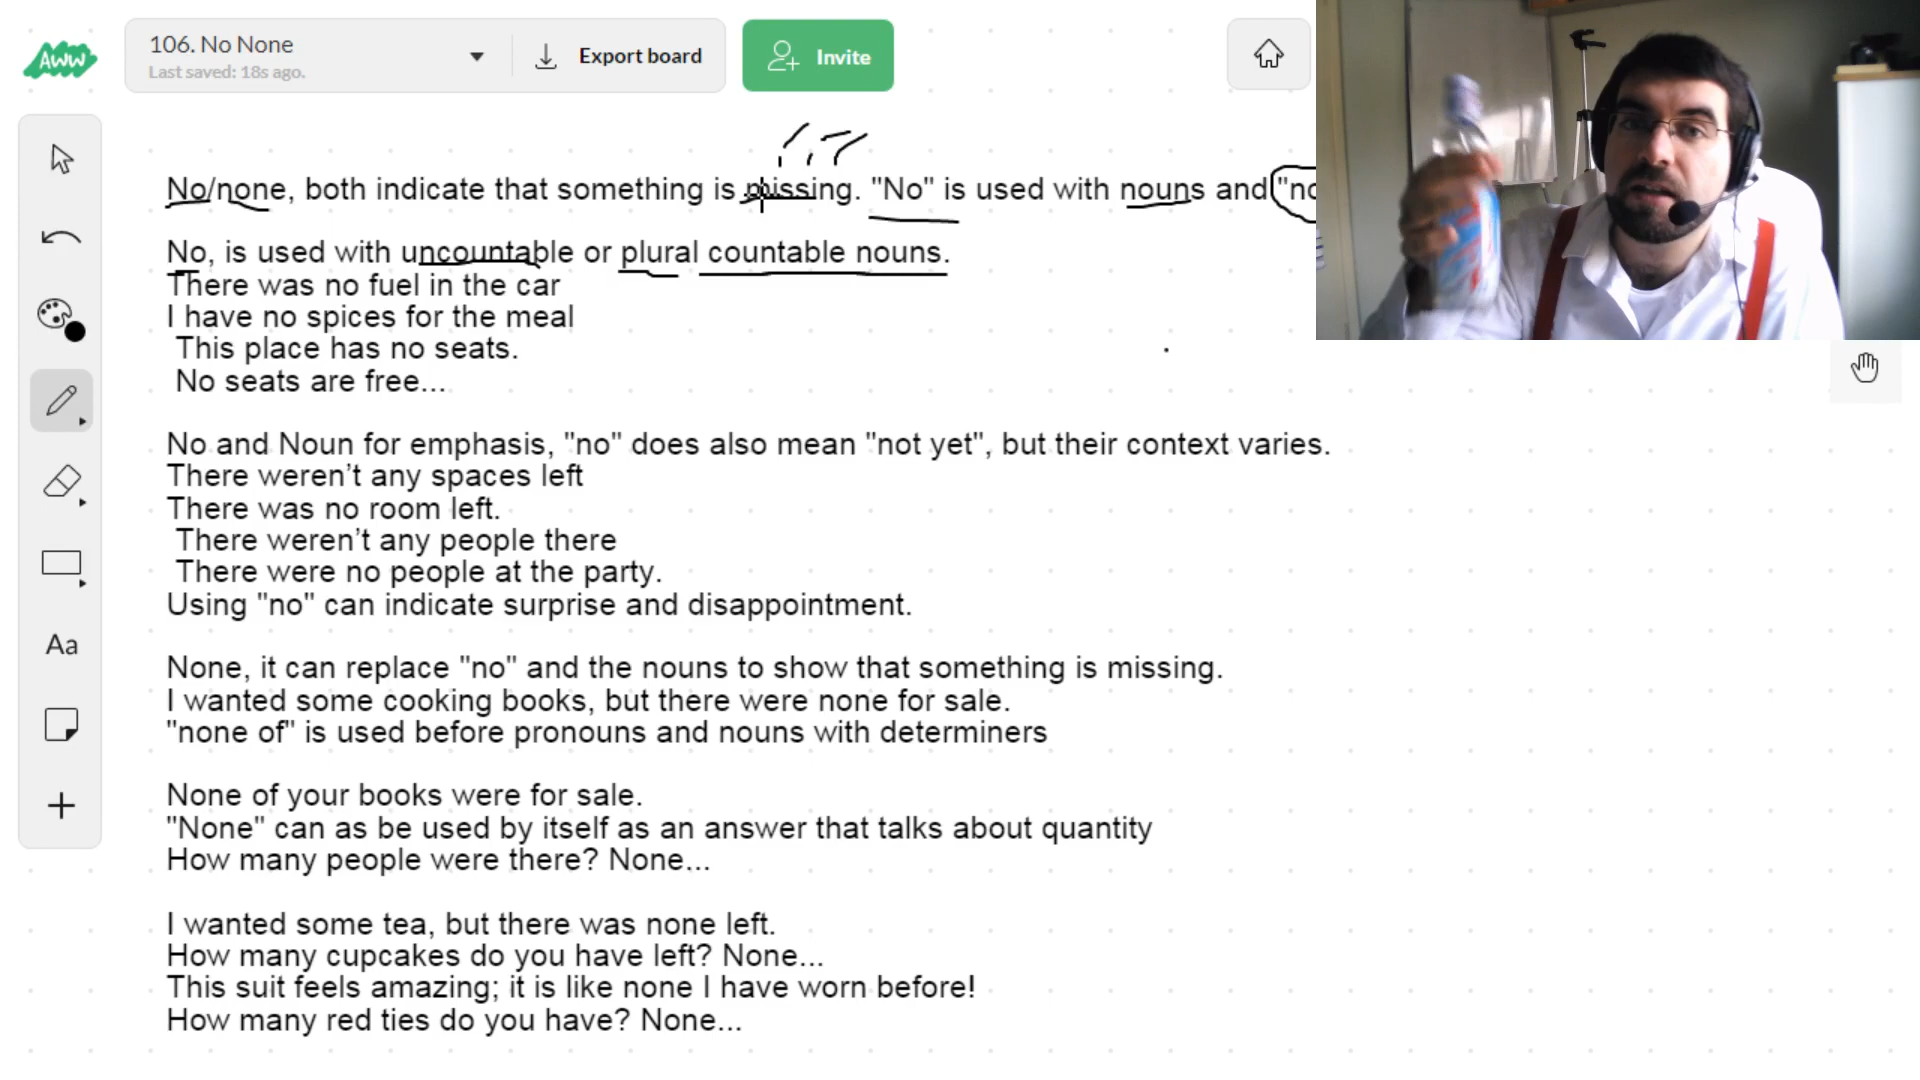 AWW
106. No None
Last saved: 18s ago.
Export board
Invite
No/none, both indicate that something is missing. "No" is used with nouns and "no
No, is used with uncountable or plural countable nouns.
There was no fuel in the car
I have no spices for the meal
This place has no seats.
No seats are free...
No and Noun for emphasis, "no" does also mean "not yet", but their context varies.
There weren't any spaces left
There was no room left.
There weren't any people there
There were no people at the party.
Using "no" can indicate surprise and disappointment.
None, it can replace "no" and the nouns to show that something is missing.
I wanted some cooking books, but there were none for sale.
"none of" is used before pronouns and nouns with determiners
None of your books were for sale.
"None" can as be used by itself as an answer that talks about quantity
How many people were there? None...
I wanted some tea, but there was none left.
How many cupcakes do you have left? None...
This suit feels amazing; it is like none I have worn before!
How many red ties do you have? None...
Aa